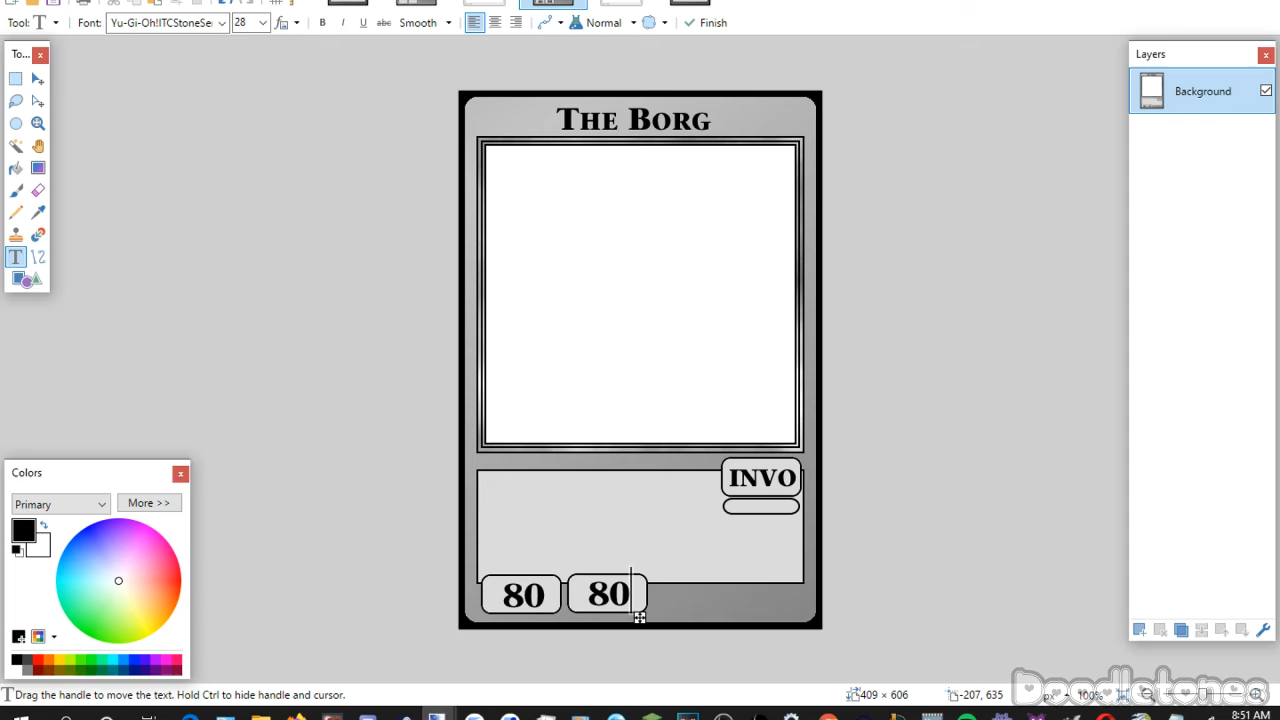 Tool: T Font: Yu-Gi-Oh!ITCStoneSe 28 B I U abc Smooth Normal Finish
To...
Layers
Background
THE BORG
INVO
80 80
Colors
Primary
More >>
Drag the handle to move the text. Hold Ctrl to hide handle and cursor.
409 × 606
-207, 635
px
100%
Doodletones
8:51 AM